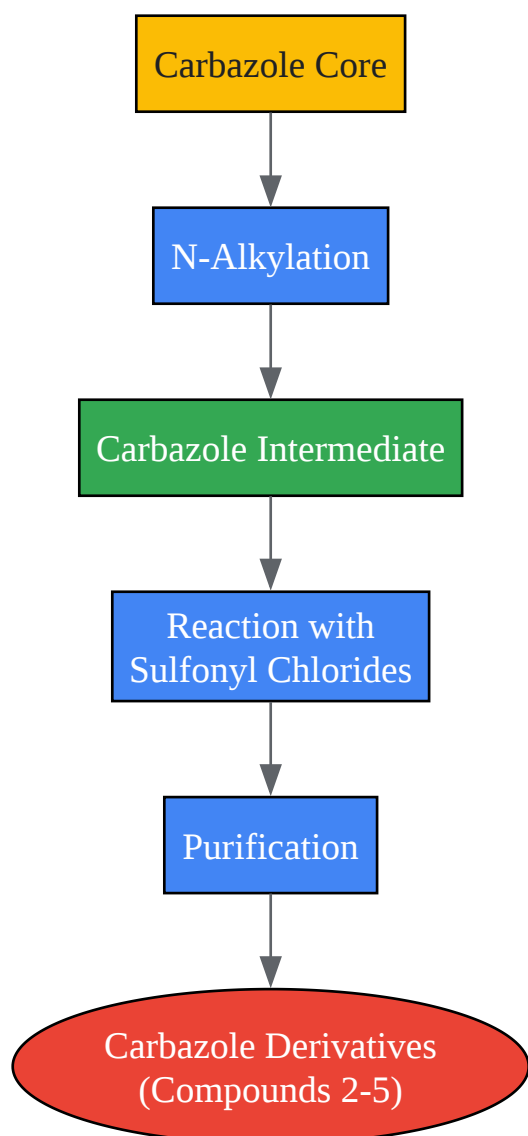 Carbazole Core
N-Alkylation
Carbazole Intermediate
Reaction with
Sulfonyl Chlorides
Purification
Carbazole Derivatives
(Compounds 2-5)